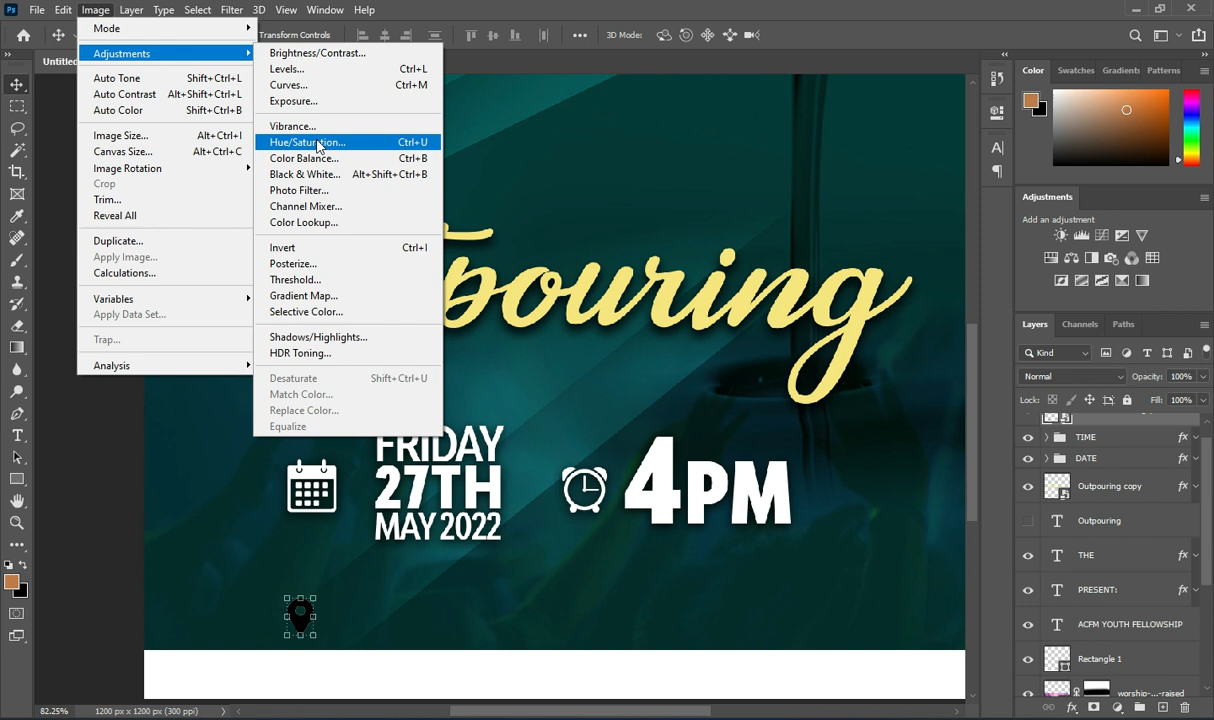 Ps File Edit Image Layer Type Select Filter 3D View Window Help
Transform Controls ••• 3D Mode:
Untitled
Mode
Adjustments
Auto Tone Shift+Ctrl+L
Auto Contrast Alt+Shift+Ctrl+L
Auto Color Shift+Ctrl+B
Image Size... Alt+Ctrl+I
Canvas Size... Alt+Ctrl+C
Image Rotation
Crop
Trim...
Reveal All
Duplicate...
Apply Image...
Calculations...
Variables
Apply Data Set...
Trap...
Analysis
Brightness/Contrast...
Levels... Ctrl+L
Curves... Ctrl+M
Exposure...
Vibrance...
Hue/Saturation... Ctrl+U
Color Balance... Ctrl+B
Black & White... Alt+Shift+Ctrl+B
Photo Filter...
Channel Mixer...
Color Lookup...
Invert Ctrl+I
Posterize...
Threshold...
Gradient Map...
Selective Color...
Shadows/Highlights...
HDR Toning...
Desaturate Shift+Ctrl+U
Match Color...
Replace Color...
Equalize
pouring
FRIDAY
27TH
MAY 2022
4PM
Color Swatches Gradients Patterns
Adjustments
Add an adjustment
Layers Channels Paths
Kind
Normal Opacity: 100%
Lock: Fill: 100%
TIME fx
DATE fx
Outpouring copy
T Outpouring
T THE fx
T PRESENT: fx
T ACFM YOUTH FELLOWSHIP
Rectangle 1
worship-...-raised
82.25% 1200 px x 1200 px (300 ppi)